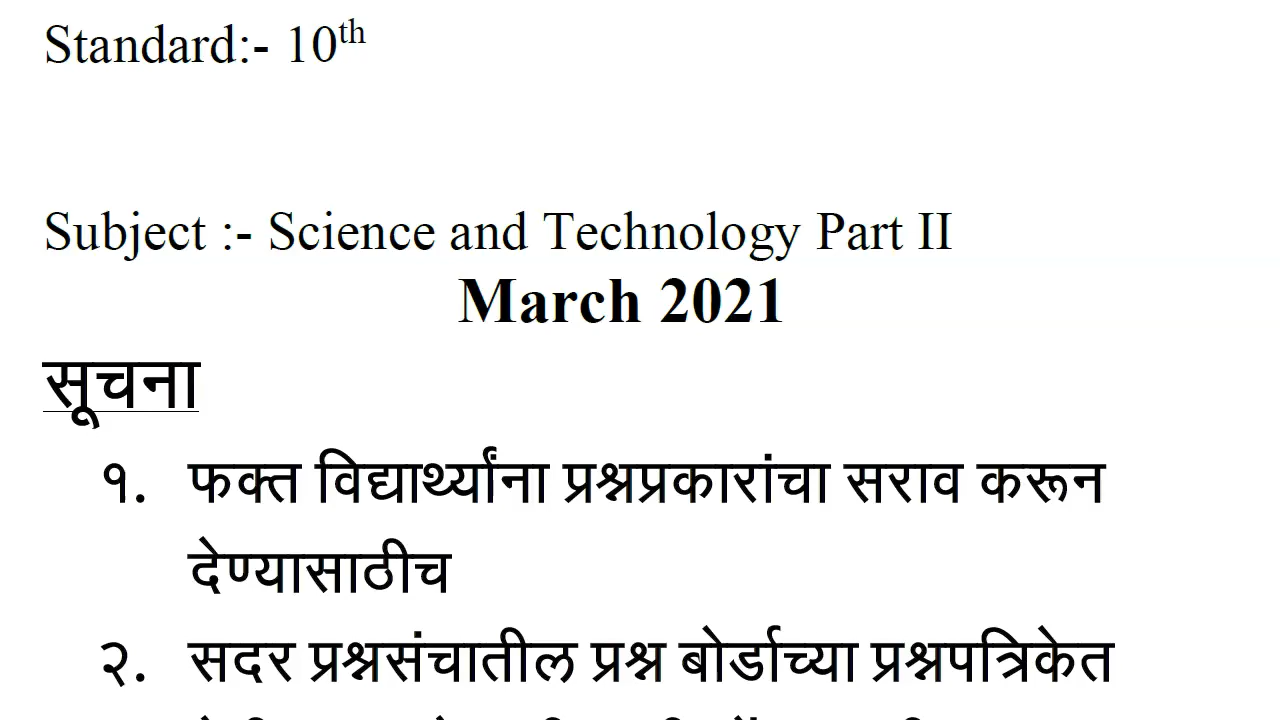 Standard:- 10th
Subject :- Science and Technology Part II
March 2021
सूचना
१. फक्त विद्यार्थ्यांना प्रश्नप्रकारांचा सराव करून
देण्यासाठीच
२. सदर प्रश्नसंचातील प्रश्न बोर्डाच्या प्रश्नपत्रिकेत